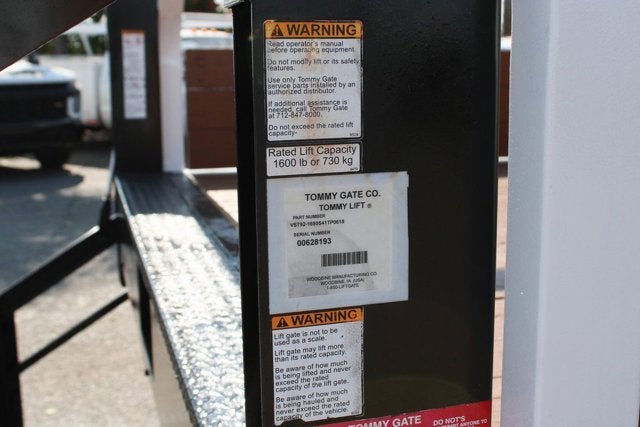 WARNING
Read operator's manual
before operating equipment.
Do not modify lift or its safety
features.
Use only Tommy Gate
service parts installed by an
authorized distributor.
If additional assistance is
needed, call Tommy Gate
at 712-847-8000.
Do not exceed the rated lift
capacity.
Rated Lift Capacity
1600 lb or 730 kg
TOMMY GATE CO.
TOMMY LIFT ®
PART NUMBER
SERIAL NUMBER
00628193
WOODBINE MANUFACTURING CO.
WOODBINE, IA (USA)
1-800-LIFTGATE
WARNING
Lift gate is not to be
used as a scale.
Lift gate may lift more
than its rated capacity.
Be aware of how much
is being lifted and never
exceed the rated
capacity of the lift gate.
Be aware of how much
is being hauled and
never exceed the rated
capacity of the vehicle.
TOMMY GATE DO NOT'S
ANYONE TO